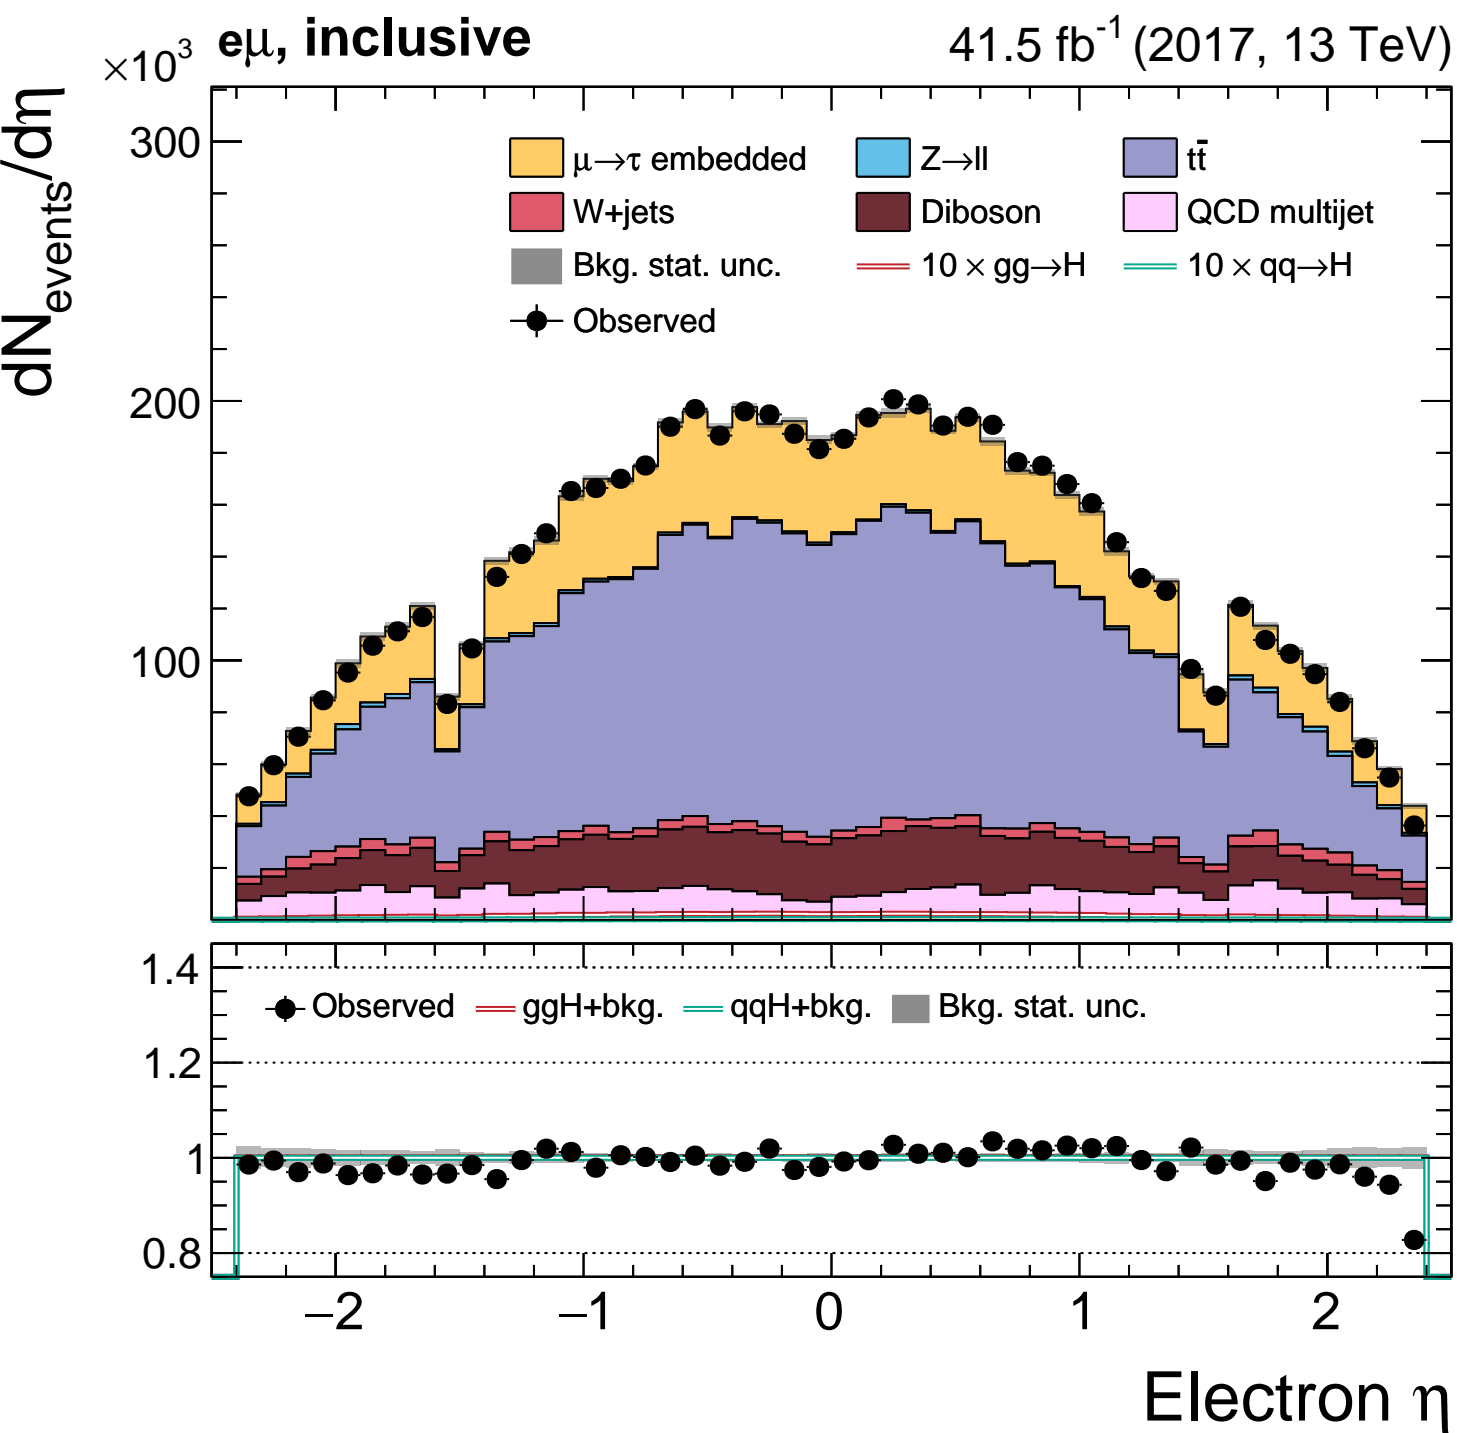 ×10³ eμ, inclusive 41.5 fb⁻¹ (2017, 13 TeV)
dN_events/dη
300
μ→τ embedded Z→ll tt̄
W+jets Diboson QCD multijet
Bkg. stat. unc. 10 × gg→H 10 × qq→H
Observed
200
100
1.4
Observed ggH+bkg. qqH+bkg. Bkg. stat. unc.
1.2
1
0.8
−2 −1 0 1 2
Electron η